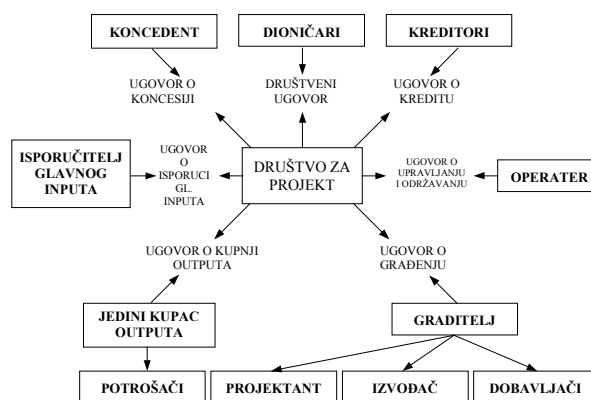 KONCEDENT
DIONIČARI
KREDITORI
UGOVOR O
KONCESIJI
DRUŠTVENI
UGOVOR
UGOVOR O
KREDITU
ISPORUČITELJ
GLAVNOG
INPUTA
UGOVOR
O
ISPORUCI
GL.
INPUTA
DRUŠTVO ZA
PROJEKT
UGOVOR O
UPRAVLJANJU
I ODRŽAVANJU
OPERATER
UGOVOR O KUPNJI
OUTPUTA
UGOVOR O
GRAĐENJU
JEDINI KUPAC
OUTPUTA
GRADITELJ
POTROŠAČI
PROJEKTANT
IZVOĐAČ
DOBAVLJAČI